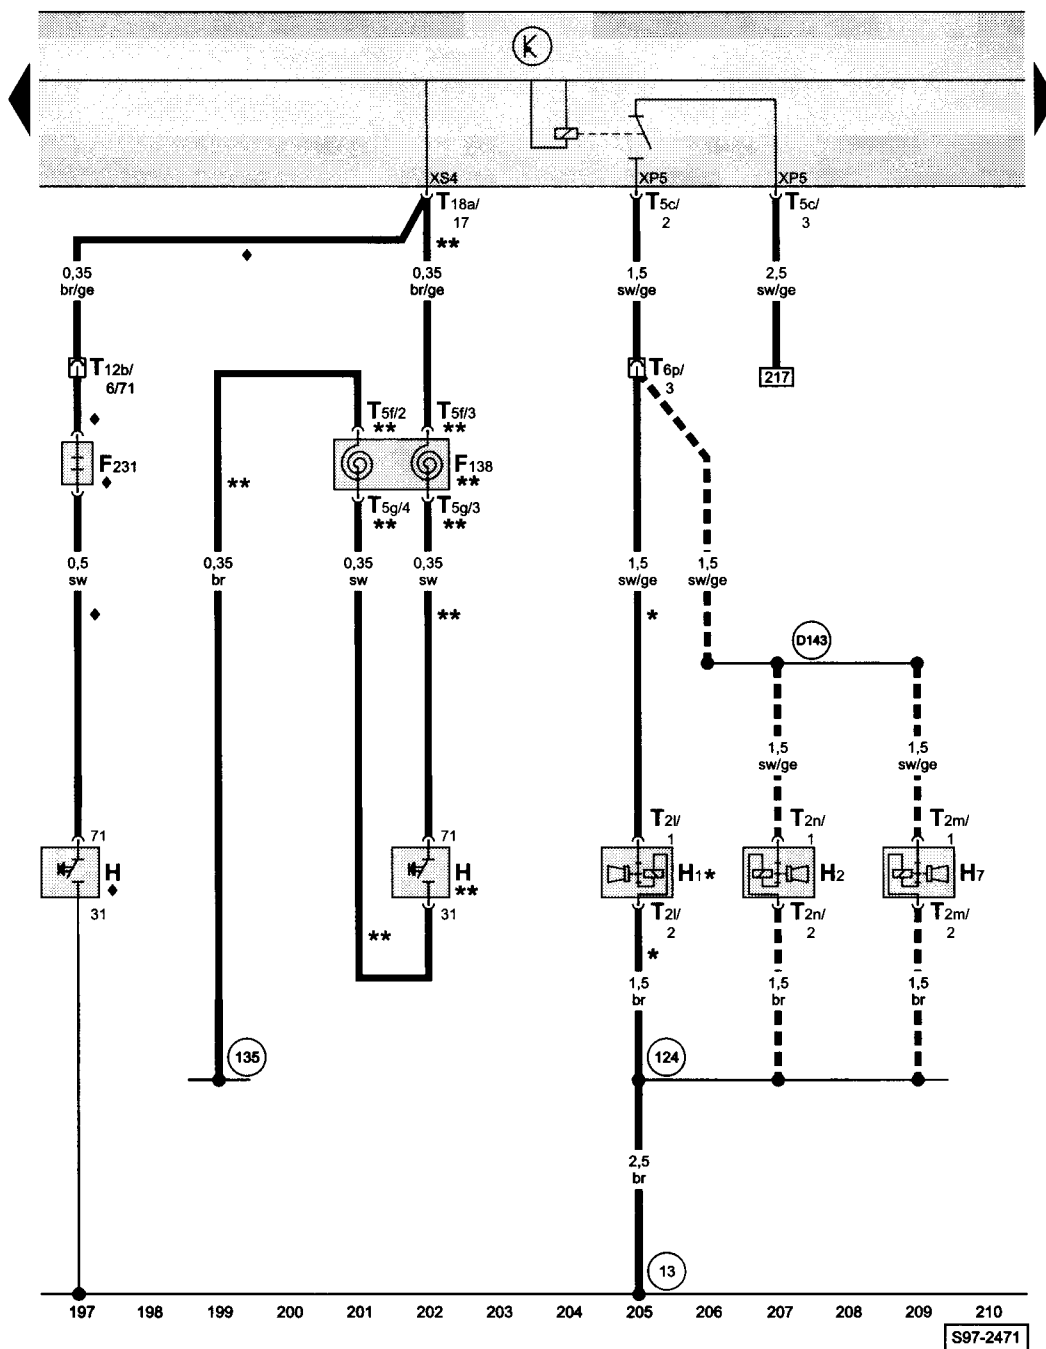 K
XS4 XP5 XP5
T18a/ 17 T5c/ 2 T5c/ 3
** ♦
0,35 br/ge 0,35 br/ge 1,5 sw/ge 2,5 sw/ge
T12b/ 6/71 T6p/ 3 217
♦ T5f/2 ** T5f/3 **
F231 ♦ ** F138 **
T5g/4 ** T5g/3 **
0,5 sw 0,35 br 0,35 sw 0,35 sw 1,5 sw/ge 1,5 sw/ge
♦ ** *
D143
1,5 sw/ge 1,5 sw/ge
71 71 T2l/ 1 T2n/ 1 T2m/ 1
H ♦ H ** H1* H2 H7
31 31 T2l/ 2 T2n/ 2 T2m/ 2
** *
1,5 br 1,5 br 1,5 br
135 124
2,5 br
13
197 198 199 200 201 202 203 204 205 206 207 208 209 210
S97-2471